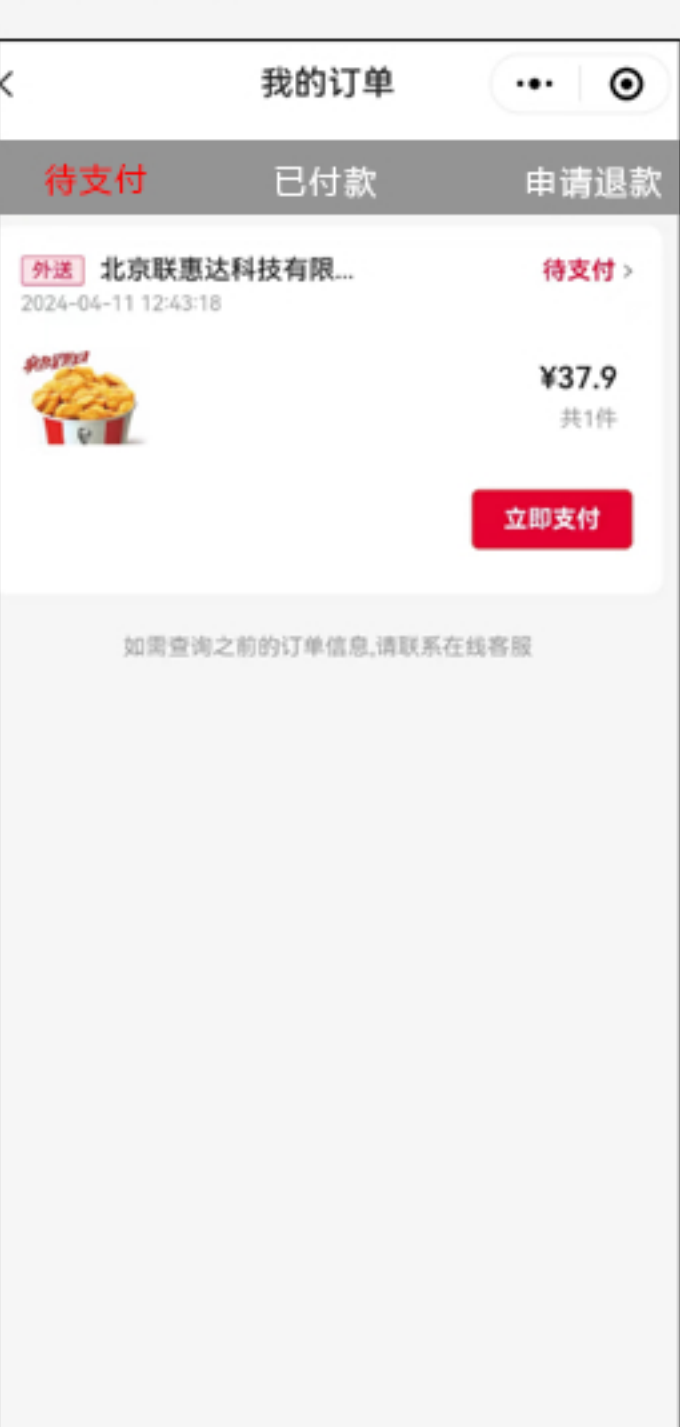 我的订单
待支付 已付款 申请退款
外送 北京联惠达科技有限... 待支付 >
2024-04-11 12:43:18
¥37.9
共1件
立即支付
如需查询之前的订单信息,请联系在线客服